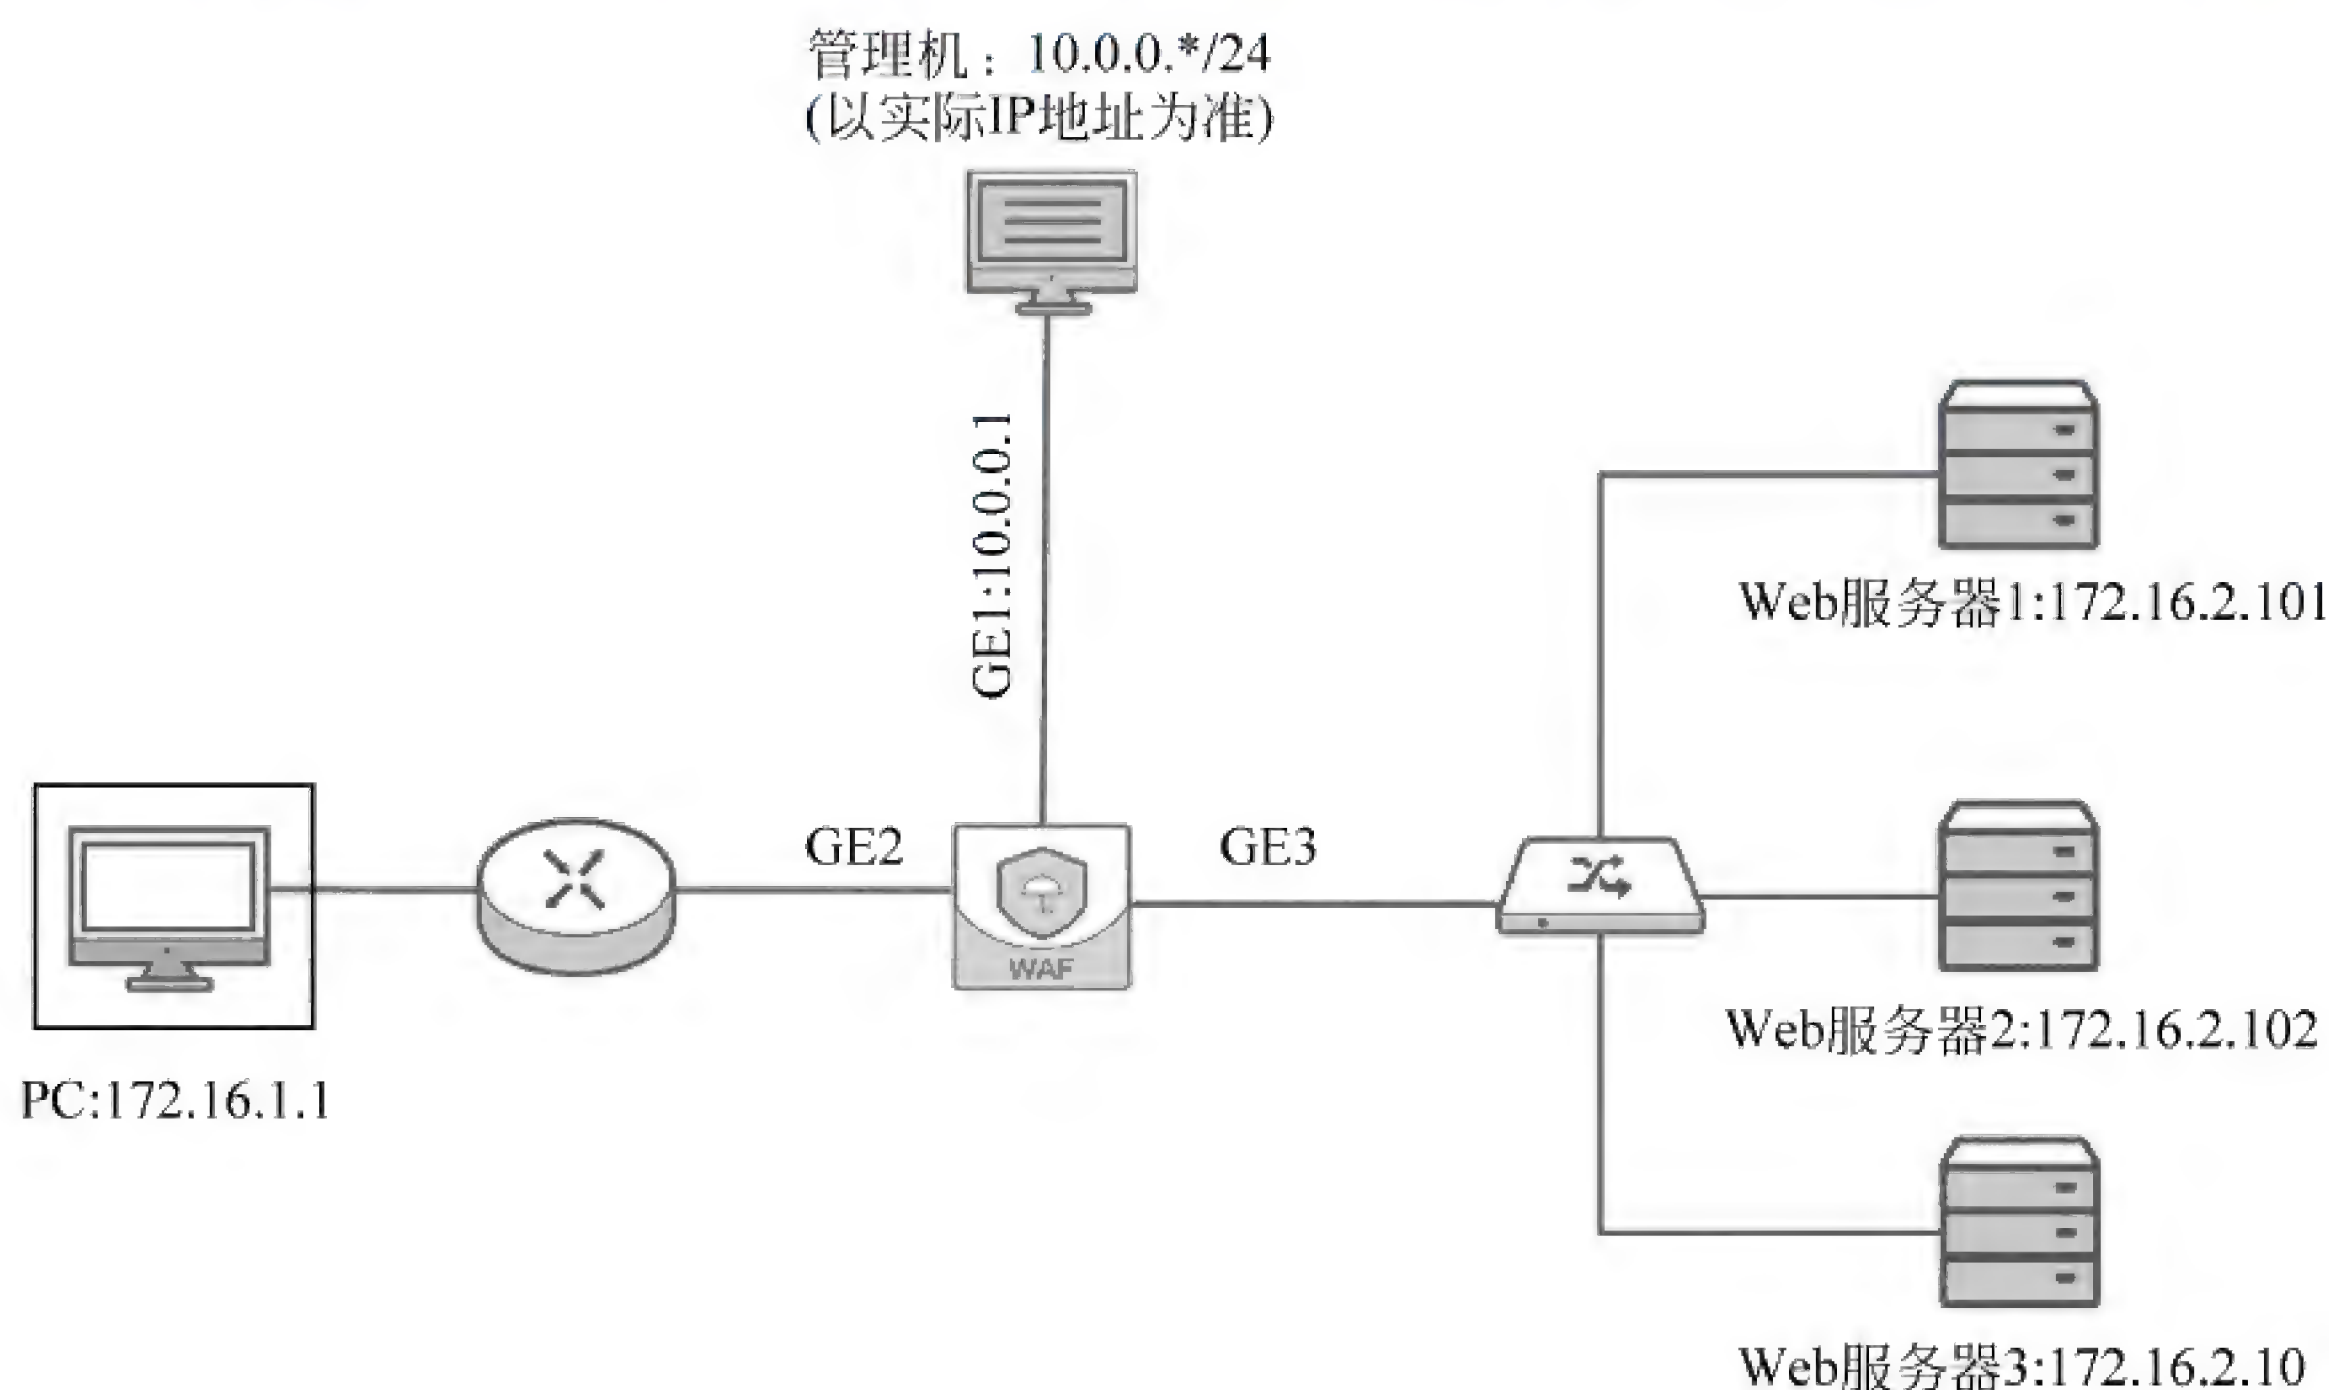 管理机：10.0.0.*/24
(以实际IP地址为准)
GE1:10.0.0.1
Web服务器1:172.16.2.101
GE2
GE3
WAF
Web服务器2:172.16.2.102
PC:172.16.1.1
Web服务器3:172.16.2.10